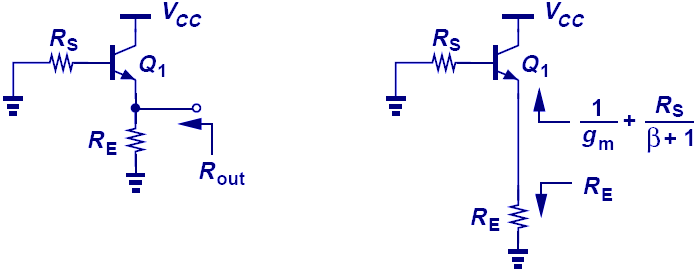 V_CC
R_S
Q_1
R_E
R_out
V_CC
R_S
Q_1
1/g_m + R_S/(β + 1)
R_E
R_E